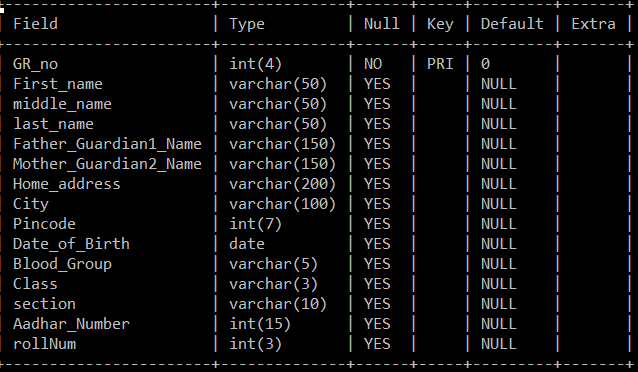 +-----------------------+--------------+------+-----+---------+-------+
| Field                 | Type         | Null | Key | Default | Extra |
+-----------------------+--------------+------+-----+---------+-------+
| GR_no                 | int(4)       | NO   | PRI | 0       |       |
| First_name            | varchar(50)  | YES  |     | NULL    |       |
| middle_name           | varchar(50)  | YES  |     | NULL    |       |
| last_name             | varchar(50)  | YES  |     | NULL    |       |
| Father_Guardian1_Name | varchar(150) | YES  |     | NULL    |       |
| Mother_Guardian2_Name | varchar(150) | YES  |     | NULL    |       |
| Home_address          | varchar(200) | YES  |     | NULL    |       |
| City                  | varchar(100) | YES  |     | NULL    |       |
| Pincode               | int(7)       | YES  |     | NULL    |       |
| Date_of_Birth         | date         | YES  |     | NULL    |       |
| Blood_Group           | varchar(5)   | YES  |     | NULL    |       |
| Class                 | varchar(3)   | YES  |     | NULL    |       |
| section               | varchar(10)  | YES  |     | NULL    |       |
| Aadhar_Number         | int(15)      | YES  |     | NULL    |       |
| rollNum               | int(3)       | YES  |     | NULL    |       |
+-----------------------+--------------+------+-----+---------+-------+